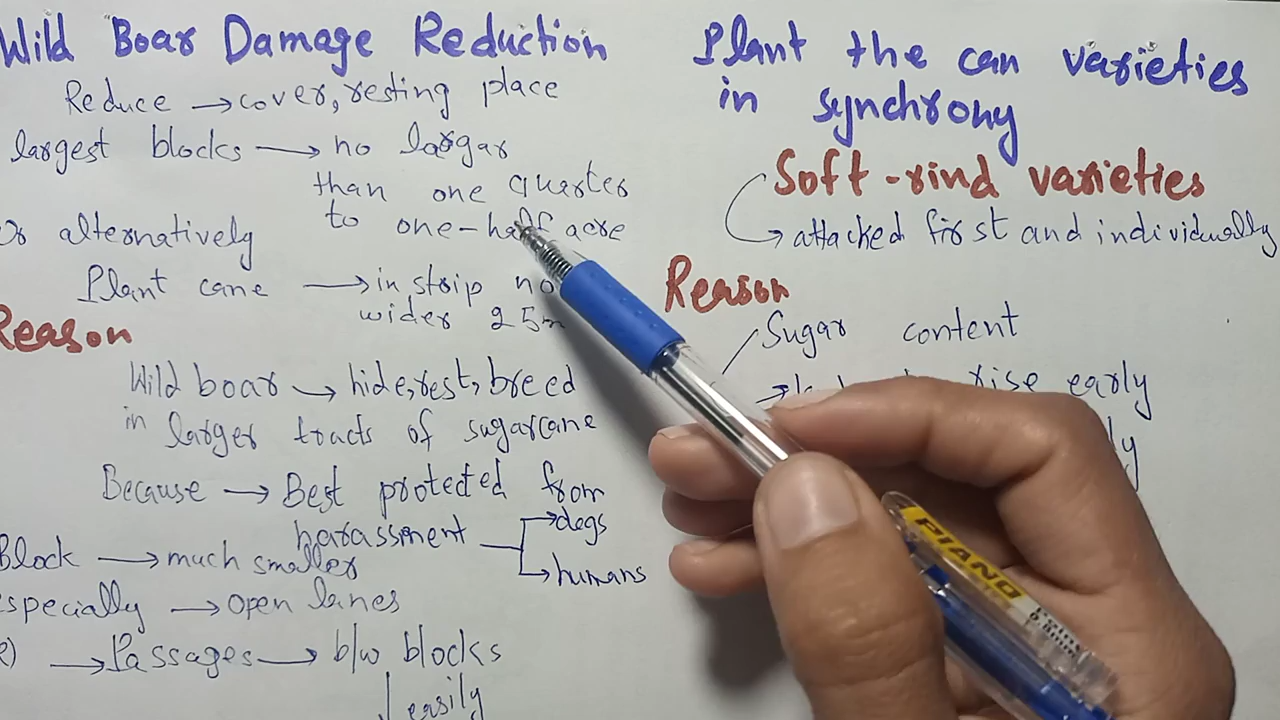 Wild Boar Damage Reduction
Reduce → cover, resting place
largest blocks → no largar
than one quarter
to one-half acre
Or alternatively
Plant cane → in strip no
wider 25m
Reason
Wild boar → hide, rest, breed
in larger tracts of sugarcane
Because → Best protected from
harassment → dogs
→ humans
Block → much smaller
especially → open lanes
→ Passages → b/w blocks
easily
Plant the can varieties
in synchrony
Soft-rind varieties
→ attacked first and individually
Reason
Sugar content
rise early
PIANO